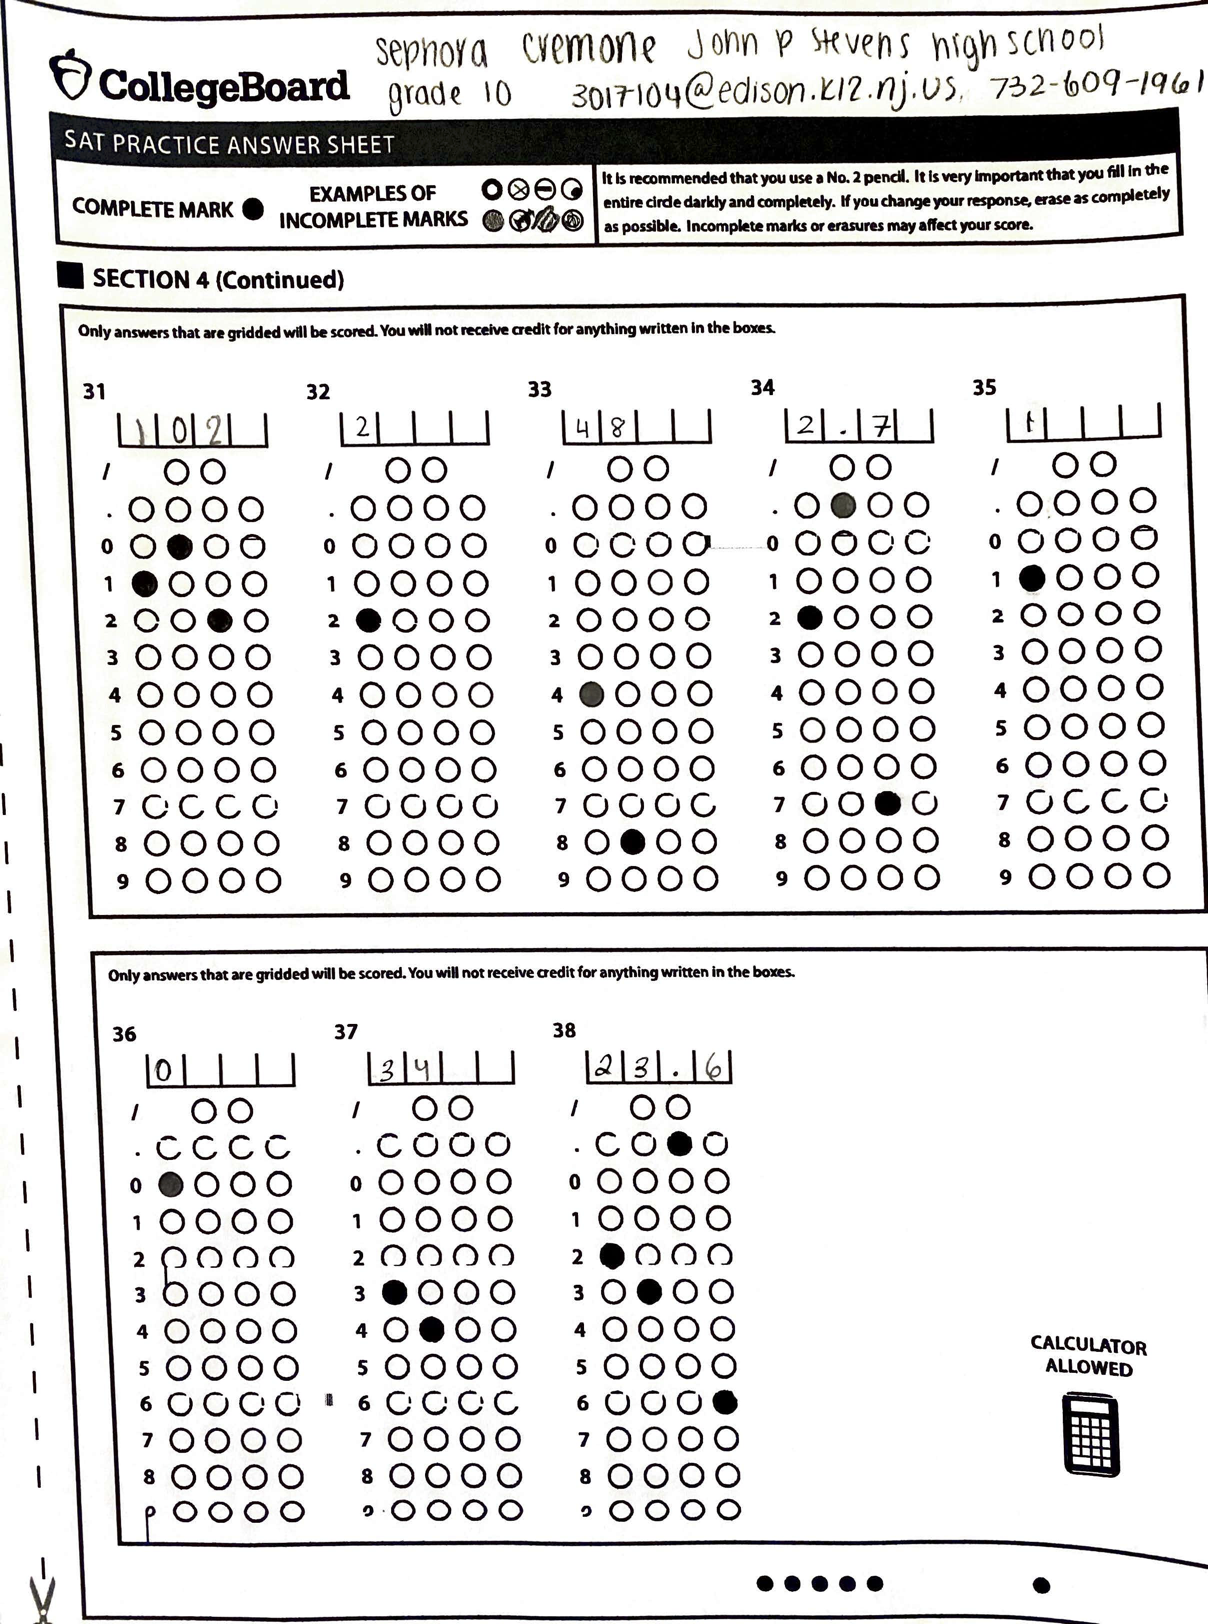 sephora cremone John P Stevens high school
CollegeBoard
grade 10 3017104@edison.k12.nj.us, 732-609-1961
SAT PRACTICE ANSWER SHEET
COMPLETE MARK
EXAMPLES OF
INCOMPLETE MARKS
It is recommended that you use a No. 2 pencil. It is very important that you fill in the
entire circle darkly and completely. If you change your response, erase as completely
as possible. Incomplete marks or erasures may affect your score.
SECTION 4 (Continued)
Only answers that are gridded will be scored. You will not receive credit for anything written in the boxes.
31 32 33 34 35
102 2 48 2.7 1
/ / / / /
. . . . .
0 0 0 0 0
1 1 1 1 1
2 2 2 2 2
3 3 3 3 3
4 4 4 4 4
5 5 5 5 5
6 6 6 6 6
7 7 7 7 7
8 8 8 8 8
9 9 9 9 9
Only answers that are gridded will be scored. You will not receive credit for anything written in the boxes.
36 37 38
0 34 23.6
/ / /
. . .
0 0 0
1 1 1
2 2 2
3 3 3
4 4 4
5 5 5
6 6 6
7 7 7
8 8 8
9 9 9
CALCULATOR
ALLOWED